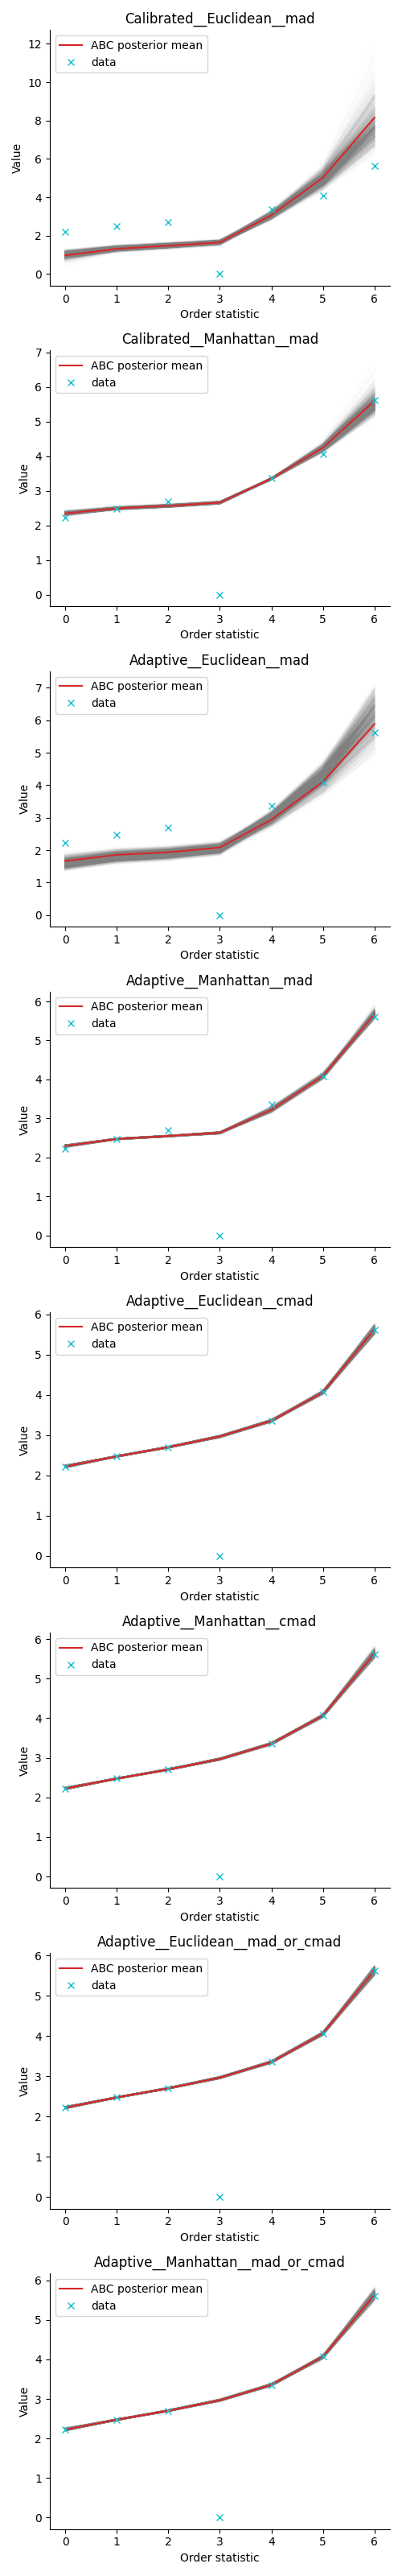 Calibrated__Euclidean__mad
ABC posterior mean
data
12
10
8
6
4
2
0
Value
0 1 2 3 4 5 6
Order statistic
Calibrated__Manhattan__mad
ABC posterior mean
data
7
6
5
4
3
2
1
0
Value
0 1 2 3 4 5 6
Order statistic
Adaptive__Euclidean__mad
ABC posterior mean
data
7
6
5
4
3
2
1
0
Value
0 1 2 3 4 5 6
Order statistic
Adaptive__Manhattan__mad
ABC posterior mean
data
6
5
4
3
2
1
0
Value
0 1 2 3 4 5 6
Order statistic
Adaptive__Euclidean__cmad
ABC posterior mean
data
6
5
4
3
2
1
0
Value
0 1 2 3 4 5 6
Order statistic
Adaptive__Manhattan__cmad
ABC posterior mean
data
6
5
4
3
2
1
0
Value
0 1 2 3 4 5 6
Order statistic
Adaptive__Euclidean__mad_or_cmad
ABC posterior mean
data
6
5
4
3
2
1
0
Value
0 1 2 3 4 5 6
Order statistic
Adaptive__Manhattan__mad_or_cmad
ABC posterior mean
data
6
5
4
3
2
1
0
Value
0 1 2 3 4 5 6
Order statistic